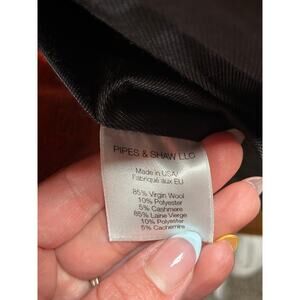 PIPES & SHAW LLC
Made in USA/
Fabriqué aux EU
85% Virgin Wool
10% Polyester
5% Cashmere
85% Laine Vierge
10% Polyester
5% Cachemire